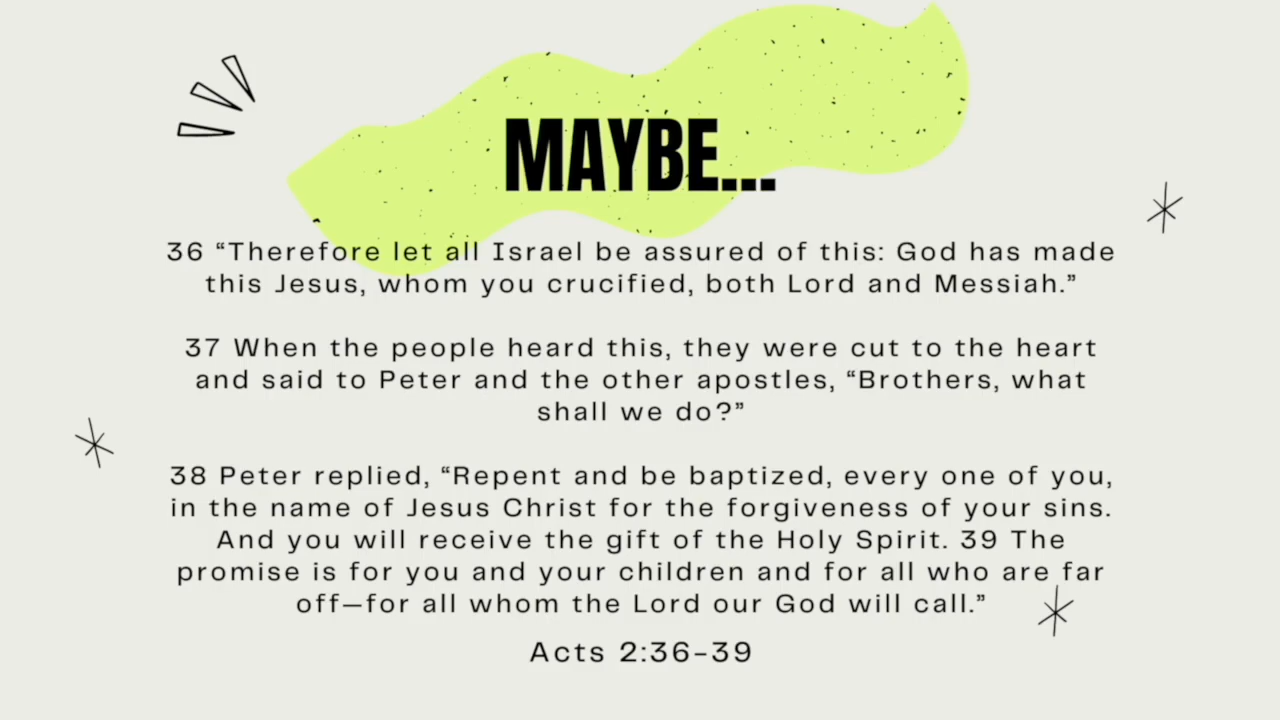 MAYBE...
36 “Therefore let all Israel be assured of this: God has made
this Jesus, whom you crucified, both Lord and Messiah.”
37 When the people heard this, they were cut to the heart
and said to Peter and the other apostles, “Brothers, what
shall we do?”
38 Peter replied, “Repent and be baptized, every one of you,
in the name of Jesus Christ for the forgiveness of your sins.
And you will receive the gift of the Holy Spirit. 39 The
promise is for you and your children and for all who are far
off—for all whom the Lord our God will call.”
Acts 2:36-39